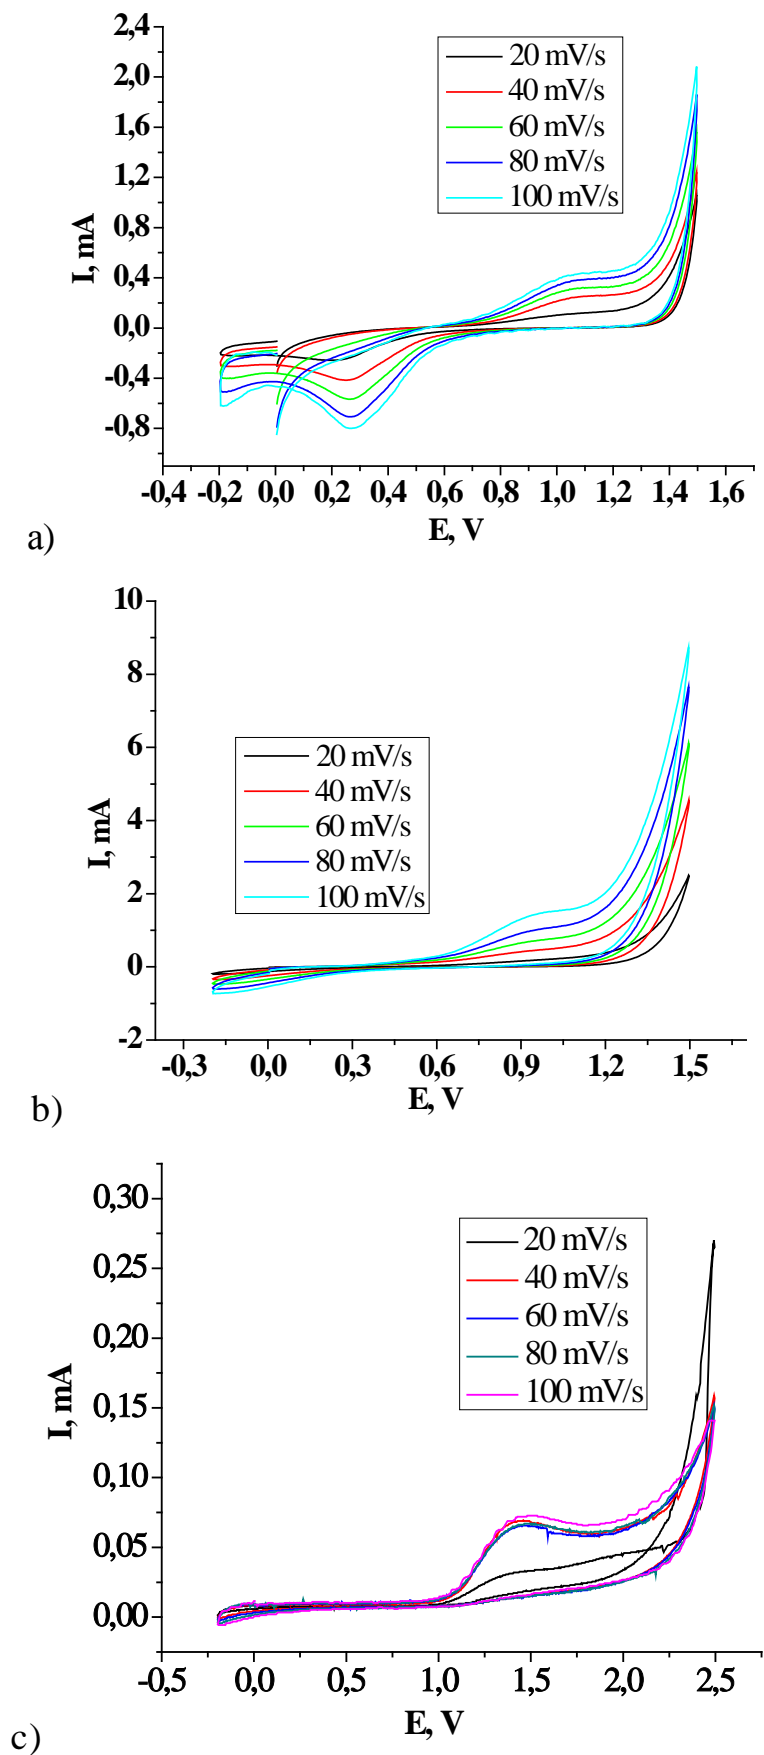 2,4
2,0
1,6
1,2
0,8
0,4
0,0
-0,4
-0,8
I, mA
20 mV/s
40 mV/s
60 mV/s
80 mV/s
100 mV/s
-0,4 -0,2 0,0 0,2 0,4 0,6 0,8 1,0 1,2 1,4 1,6
E, V
a)
10
8
6
4
2
0
-2
I, mA
20 mV/s
40 mV/s
60 mV/s
80 mV/s
100 mV/s
-0,3 0,0 0,3 0,6 0,9 1,2 1,5
E, V
b)
0,30
0,25
0,20
0,15
0,10
0,05
0,00
I, mA
20 mV/s
40 mV/s
60 mV/s
80 mV/s
100 mV/s
-0,5 0,0 0,5 1,0 1,5 2,0 2,5
E, V
c)